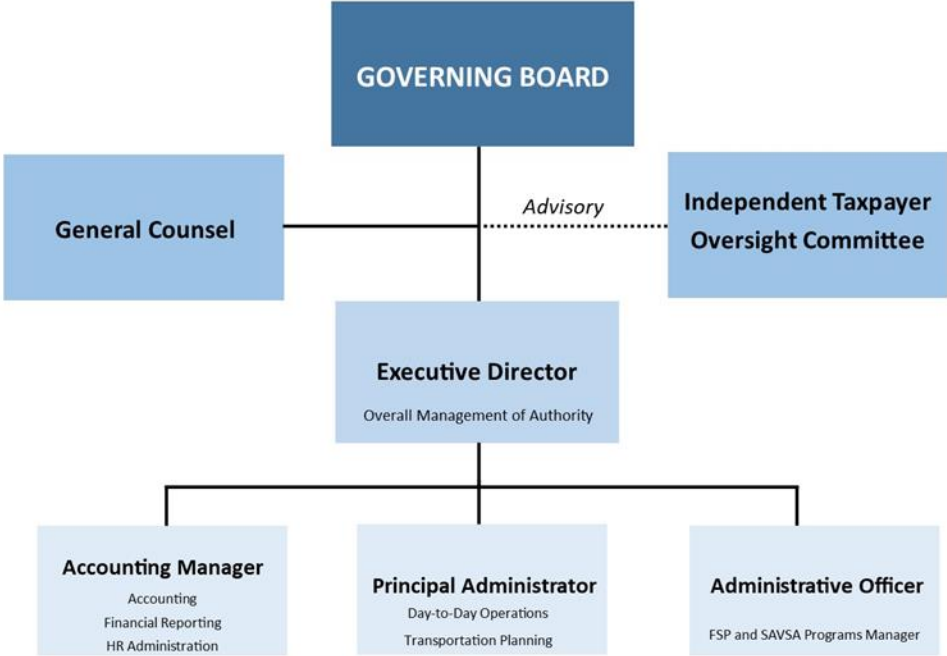 GOVERNING BOARD
General Counsel
Advisory
Independent Taxpayer
Oversight Committee
Executive Director
Overall Management of Authority
Accounting Manager
Accounting
Financial Reporting
HR Administration
Principal Administrator
Day-to-Day Operations
Transportation Planning
Administrative Officer
FSP and SAVSA Programs Manager